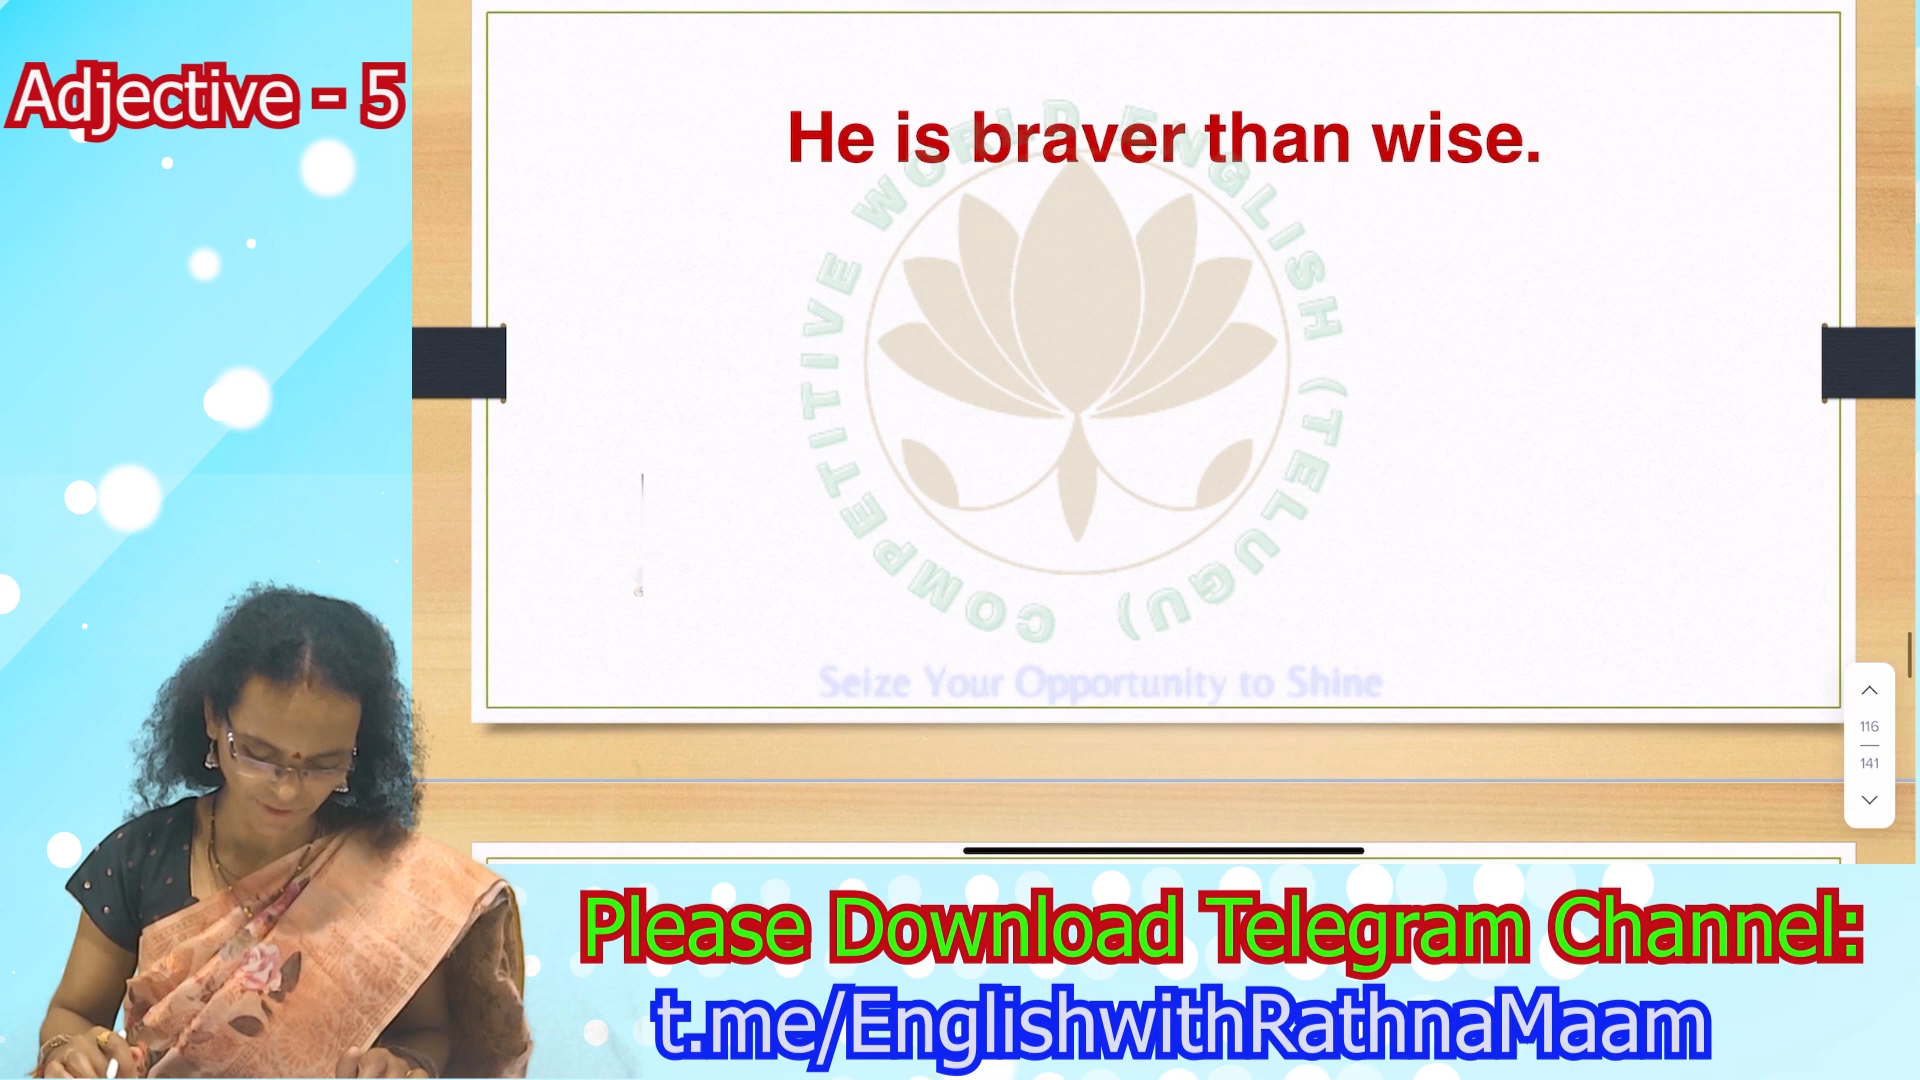 Adjective - 5
He is braver than wise.
COMPETITIVE WORLD ENGLISH (TELUGU)
Seize Your Opportunity to Shine
116
141
Please Download Telegram Channel:
t.me/EnglishwithRathnaMaam